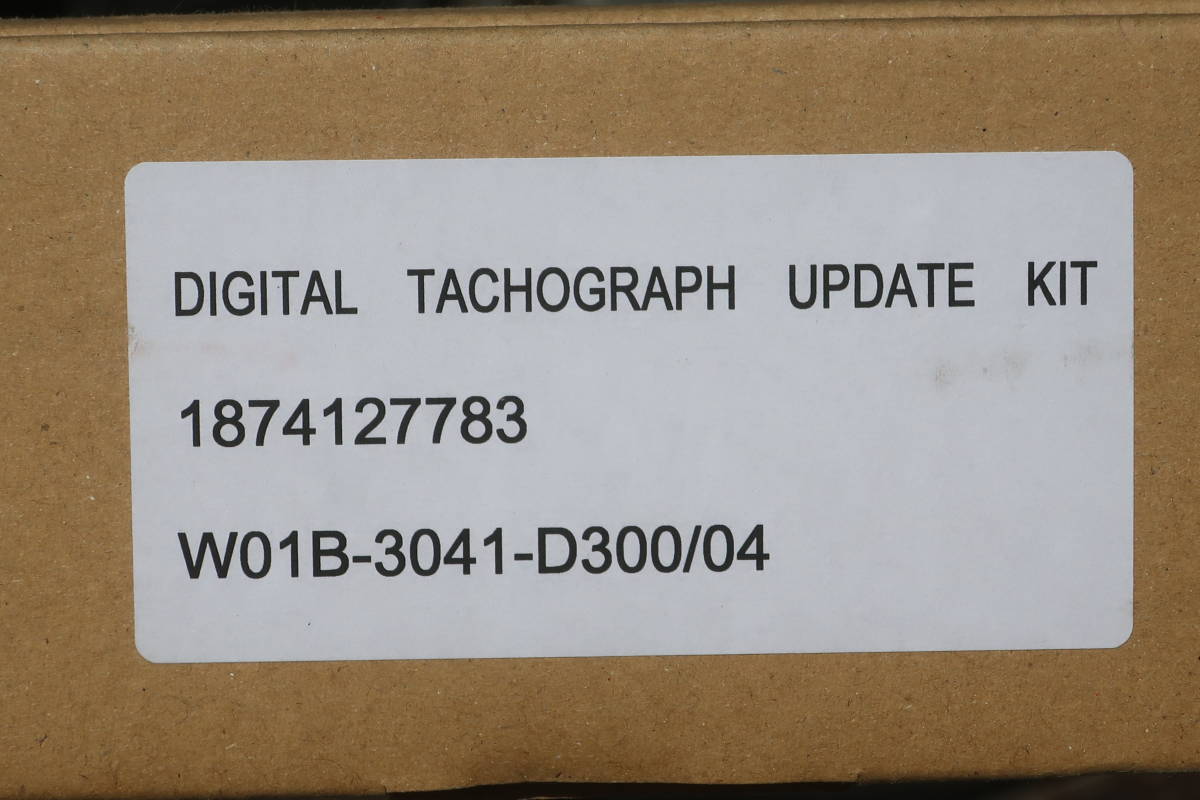 DIGITAL TACHOGRAPH UPDATE KIT
1874127783
W01B-3041-D300/04